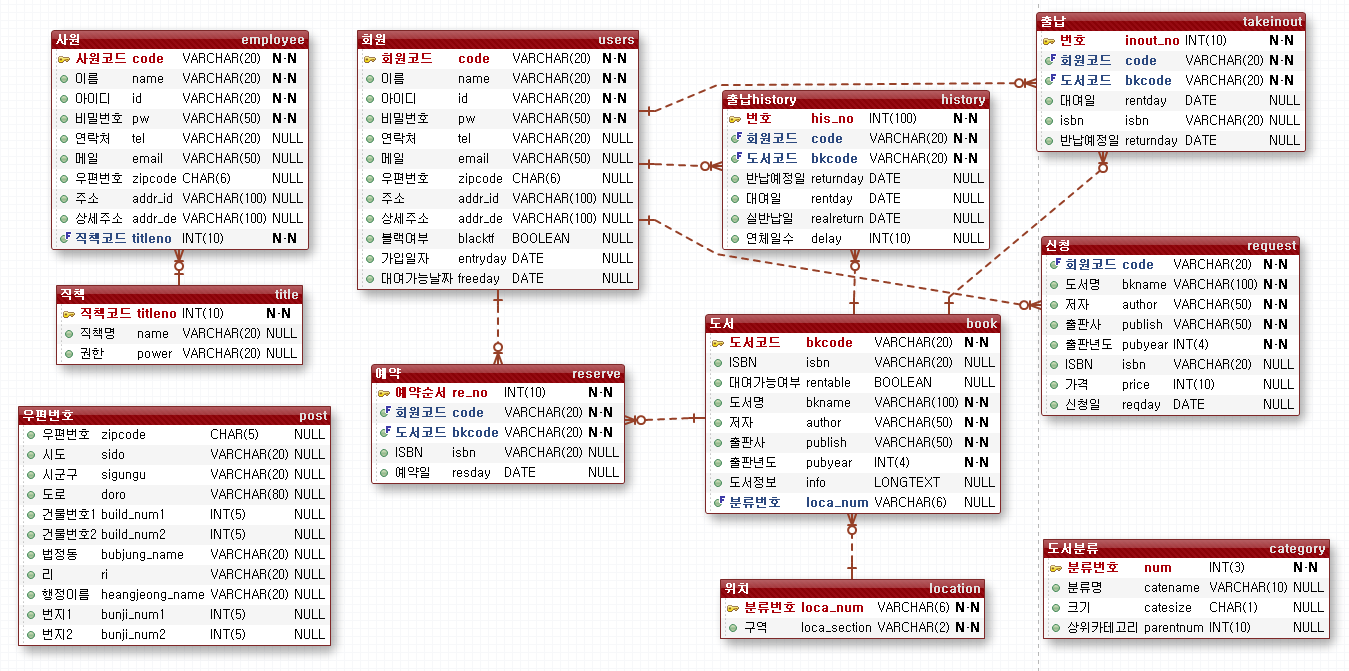 사원 employee
사원코드 code VARCHAR(20) N-N
이름 name VARCHAR(20) N-N
아이디 id VARCHAR(20) N-N
비밀번호 pw VARCHAR(50) N-N
연락처 tel VARCHAR(20) NULL
메일 email VARCHAR(50) NULL
우편번호 zipcode CHAR(6) NULL
주소 addr_id VARCHAR(100) NULL
상세주소 addr_de VARCHAR(100) NULL
직책코드 titleno INT(10) N-N
직책 title
직책코드 titleno INT(10) N-N
직책명 name VARCHAR(20) NULL
권한 power VARCHAR(20) NULL
우편번호 post
우편번호 zipcode CHAR(5) NULL
시도 sido VARCHAR(20) NULL
시군구 sigungu VARCHAR(20) NULL
도로 doro VARCHAR(80) NULL
건물번호1 build_num1 INT(5) NULL
건물번호2 build_num2 INT(5) NULL
법정동 bubjung_name VARCHAR(20) NULL
리 ri VARCHAR(20) NULL
행정이름 heangjeong_name VARCHAR(20) NULL
번지1 bunji_num1 INT(5) NULL
번지2 bunji_num2 INT(5) NULL
회원 users
회원코드 code VARCHAR(20) N-N
이름 name VARCHAR(20) N-N
아이디 id VARCHAR(20) N-N
비밀번호 pw VARCHAR(50) N-N
연락처 tel VARCHAR(20) NULL
메일 email VARCHAR(50) NULL
우편번호 zipcode CHAR(6) NULL
주소 addr_id VARCHAR(100) NULL
상세주소 addr_de VARCHAR(100) NULL
블랙여부 blacktf BOOLEAN NULL
가입일자 entryday DATE NULL
대여가능날짜 freeday DATE NULL
예약 reserve
예약순서 re_no INT(10) N-N
회원코드 code VARCHAR(20) N-N
도서코드 bkcode VARCHAR(20) N-N
ISBN isbn VARCHAR(20) NULL
예약일 resday DATE NULL
출납history history
번호 his_no INT(100) N-N
회원코드 code VARCHAR(20) N-N
도서코드 bkcode VARCHAR(20) N-N
반납예정일 returnday DATE NULL
대여일 rentday DATE NULL
실반납일 realreturn DATE NULL
연체일수 delay INT(10) NULL
도서 book
도서코드 bkcode VARCHAR(20) N-N
ISBN isbn VARCHAR(20) NULL
대여가능여부 rentable BOOLEAN NULL
도서명 bkname VARCHAR(100) N-N
저자 author VARCHAR(50) N-N
출판사 publish VARCHAR(50) N-N
출판년도 pubyear INT(4) N-N
도서정보 info LONGTEXT NULL
분류번호 loca_num VARCHAR(6) NULL
위치 location
분류번호 loca_num VARCHAR(6) N-N
구역 loca_section VARCHAR(2) N-N
출납 takeinout
번호 inout_no INT(10) N-N
회원코드 code VARCHAR(20) N-N
도서코드 bkcode VARCHAR(20) N-N
대여일 rentday DATE NULL
isbn isbn VARCHAR(20) NULL
반납예정일 returnday DATE NULL
신청 request
회원코드 code VARCHAR(20) N-N
도서명 bkname VARCHAR(100) N-N
저자 author VARCHAR(50) N-N
출판사 publish VARCHAR(50) N-N
출판년도 pubyear INT(4) N-N
ISBN isbn VARCHAR(20) NULL
가격 price INT(10) NULL
신청일 reqday DATE NULL
도서분류 category
분류번호 num INT(3) N-N
분류명 catename VARCHAR(10) NULL
크기 catesize CHAR(1) NULL
상위카테고리 parentnum INT(10) NULL